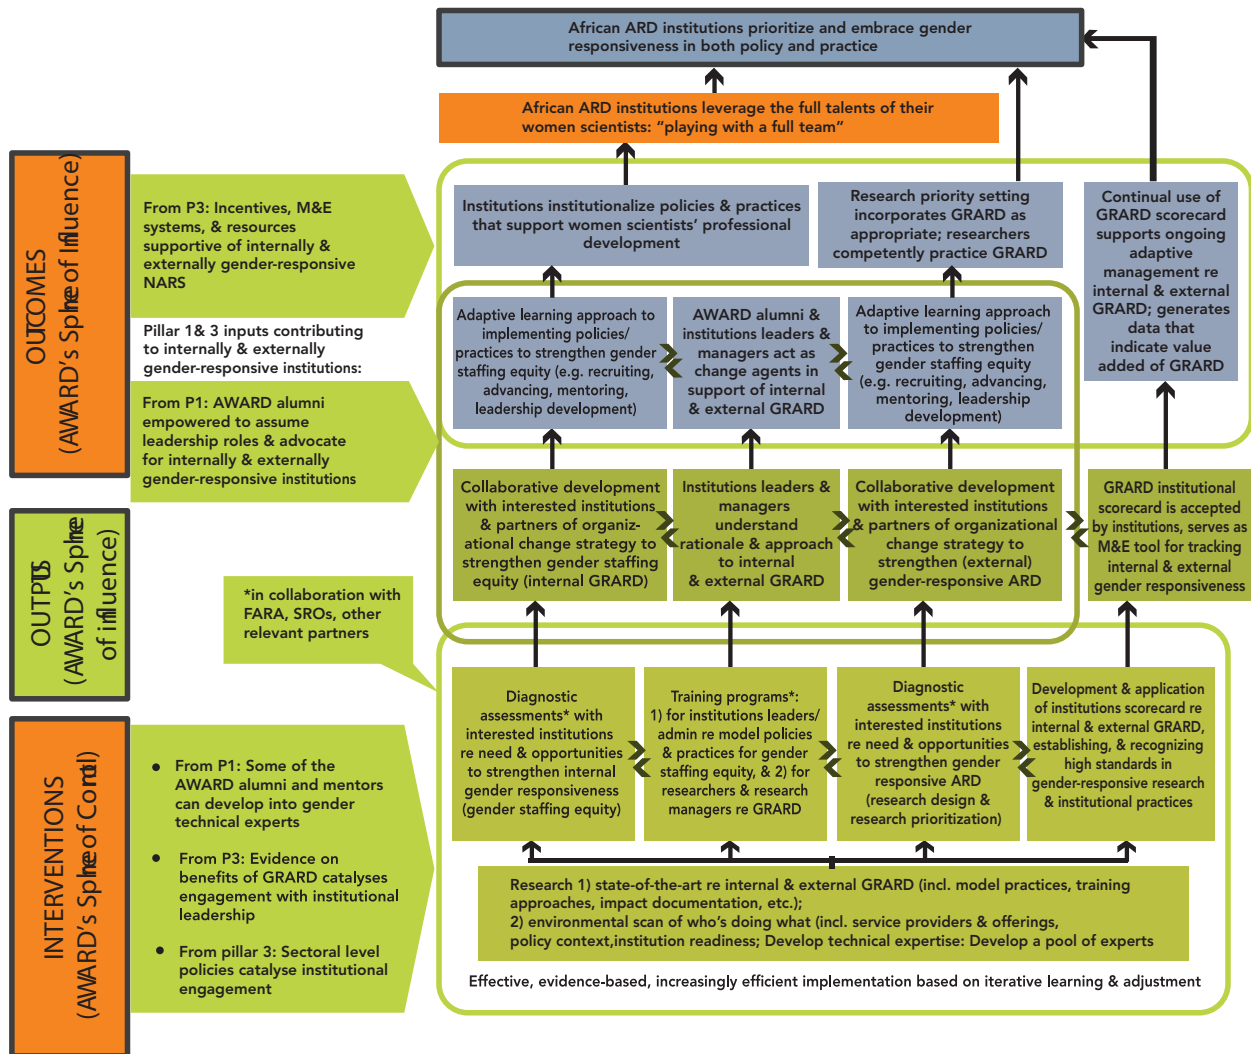 African ARD institutions prioritize and embrace gender
responsiveness in both policy and practice
African ARD institutions leverage the full talents of their
women scientists: “playing with a full team”
OUTCOMES
(AWARD’s Sphere of Influence)
From P3: Incentives, M&E
systems, & resources
supportive of internally &
externally gender-responsive
NARS
Pillar 1& 3 inputs contributing
to internally & externally
gender-responsive institutions:
From P1: AWARD alumni
empowered to assume
leadership roles & advocate
for internally & externally
gender-responsive institutions
Institutions institutionalize policies & practices
that support women scientists’ professional
development
Research priority setting
incorporates GRARD as
appropriate; researchers
competently practice GRARD
Continual use of
GRARD scorecard
supports ongoing
adaptive
management re
internal & external
GRARD; generates
data that
indicate value
added of GRARD
Adaptive learning approach to
implementing policies/
practices to strengthen gender
staffing equity (e.g. recruiting,
advancing, mentoring,
leadership development)
AWARD alumni &
institutions leaders &
managers act as
change agents in
support of internal
& external GRARD
Adaptive learning approach
to implementing policies/
practices to strengthen
gender staffing equity
(e.g. recruiting, advancing,
mentoring, leadership
development)
OUTPUTS
(AWARD’s Sphere
of influence)
Collaborative development
with interested institutions
& partners of organiz-
ational change strategy to
strengthen gender staffing
equity (internal GRARD)
Institutions leaders &
managers
understand
rationale & approach
to internal
& external GRARD
Collaborative development
with interested institutions
& partners of organizational
change strategy to
strengthen (external)
gender-responsive ARD
GRARD institutional
scorecard is accepted
by institutions, serves as
M&E tool for tracking
internal & external
gender responsiveness
*in collaboration with
FARA, SROs, other
relevant partners
INTERVENTIONS
(AWARD’s Sphere of Control)
• From P1: Some of the
AWARD alumni and mentors
can develop into gender
technical experts
• From P3: Evidence on
benefits of GRARD catalyses
engagement with institutional
leadership
• From pillar 3: Sectoral level
policies catalyse institutional
engagement
Diagnostic
assessments* with
interested institutions
re need & opportunities
to strengthen internal
gender responsiveness
(gender staffing equity)
Training programs*:
1) for institutions leaders/
admin re model policies
& practices for gender
staffing equity, & 2) for
researchers & research
managers re GRARD
Diagnostic
assessments* with
interested institutions
re need & opportunities
to strengthen gender
responsive ARD
(research design &
research prioritization)
Development & application
of institutions scorecard re
internal & external GRARD,
establishing, & recognizing
high standards in
gender-responsive research
& institutional practices
Research 1) state-of-the-art re internal & external GRARD (incl. model practices, training
approaches, impact documentation, etc.);
2) environmental scan of who’s doing what (incl. service providers & offerings,
policy context,institution readiness; Develop technical expertise: Develop a pool of experts
Effective, evidence-based, increasingly efficient implementation based on iterative learning & adjustment